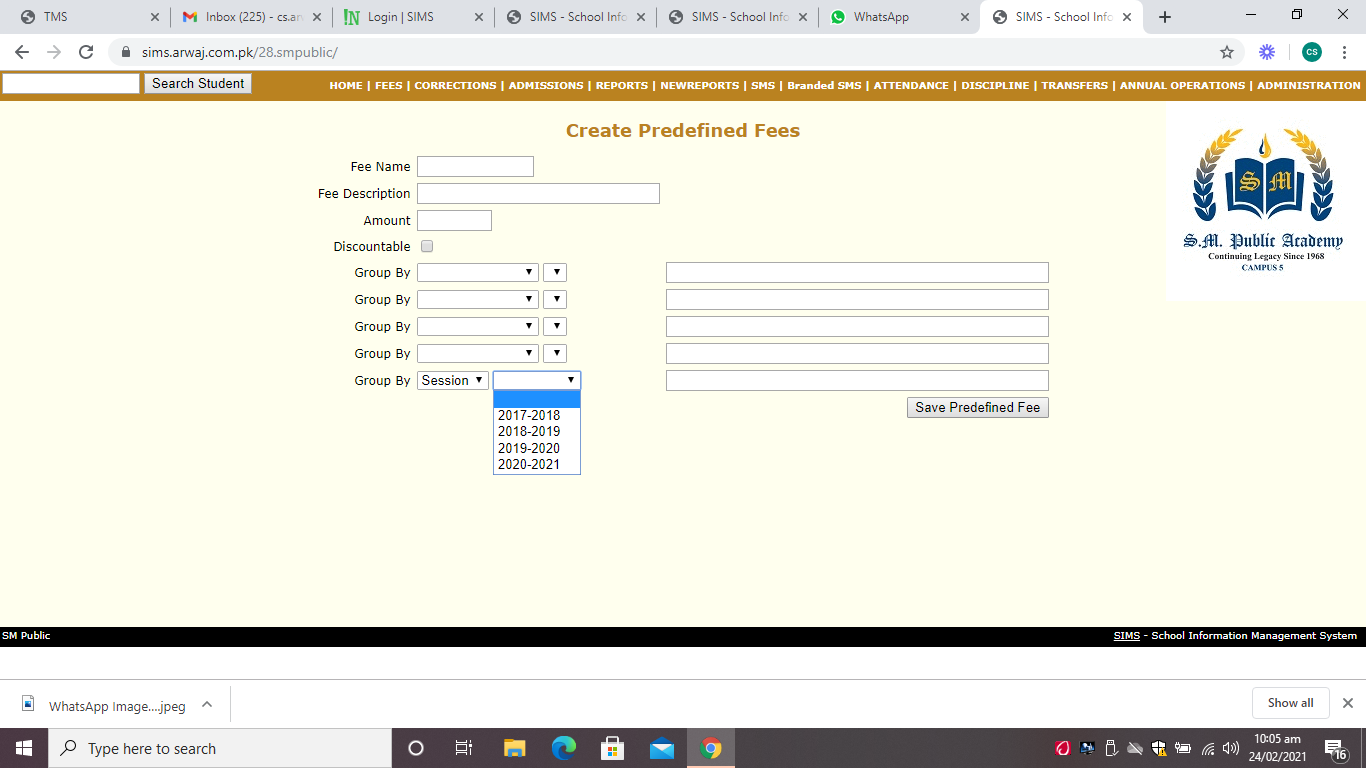 TMS
Inbox (225) - cs.ar
Login | SIMS
SIMS - School Info
SIMS - School Info
WhatsApp
SIMS - School Info
sims.arwaj.com.pk/28.smpublic/
CS
Search Student
HOME | FEES | CORRECTIONS | ADMISSIONS | REPORTS | NEWREPORTS | SMS | Branded SMS | ATTENDANCE | DISCIPLINE | TRANSFERS | ANNUAL OPERATIONS | ADMINISTRATION
Create Predefined Fees
S M
S.M. Public Academy
Continuing Legacy Since 1968
CAMPUS 5
Fee Name
Fee Description
Amount
Discountable
Group By
Group By
Group By
Group By
Group By Session
2017-2018
2018-2019
2019-2020
2020-2021
Save Predefined Fee
SM Public
SIMS - School Information Management System
WhatsApp Image....jpeg
Show all
Type here to search
10:05 am
24/02/2021
16